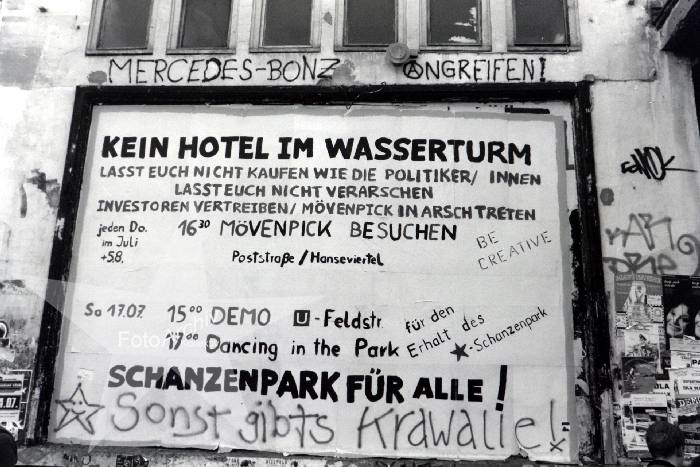 MERCEDES-BONZ ANGREIFEN!
KEIN HOTEL IM WASSERTURM
LASST EUCH NICHT KAUFEN WIE DIE POLITIKER/ INNEN
LASST EUCH NICHT VERARSCHEN
INVESTOREN VERTREIBEN/ MÖVENPICK IN ARSCH TRETEN
jeden Do.
im Juli
+5.8.
16³⁰ MÖVENPICK BESUCHEN
Poststraße/Hanseviertel
BE
CREATIVE
Sa 17.07. 15⁰⁰ DEMO U-Feldstr.
17⁰⁰ Dancing in the Park
für den
Erhalt des
★-Schanzenpark
SCHANZENPARK FÜR ALLE!
Sonst gibts Krawalle!